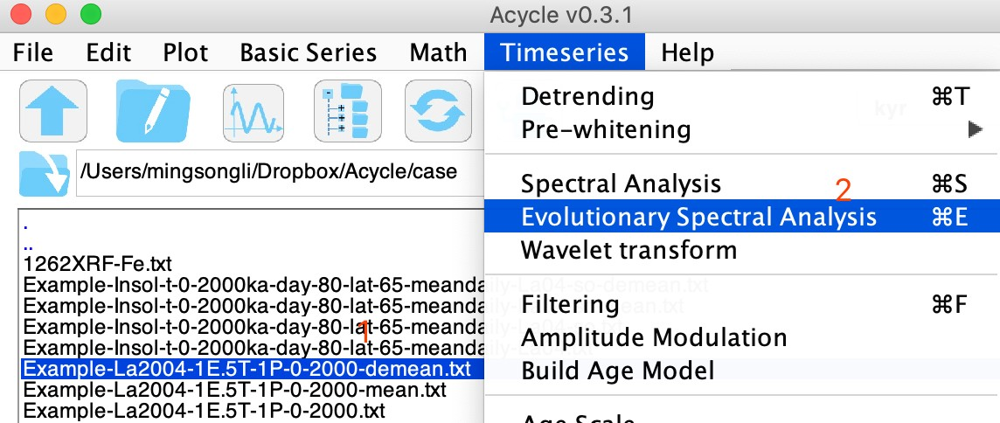 Acycle v0.3.1
File Edit Plot Basic Series Math Timeseries Help
Detrending ⌘T
kyr
Pre-whitening
/Users/mingsongli/Dropbox/Acycle/case
Spectral Analysis ⌘S
2
Evolutionary Spectral Analysis ⌘E
Wavelet transform
Filtering ⌘F
Amplitude Modulation
Build Age Model
Age Scale
.
..
1262XRF-Fe.txt
Example-Insol-t-0-2000ka-day-80-lat-65-meandaily-La04-so-demean.txt
Example-Insol-t-0-2000ka-day-80-lat-65-meanda
Example-Insol-t-0-2000ka-day-80-lat-65-meanda
1
Example-Insol-t-0-2000ka-day-80-lat-65-meanda
Example-La2004-1E.5T-1P-0-2000-demean.txt
Example-La2004-1E.5T-1P-0-2000-mean.txt
Example-La2004-1E.5T-1P-0-2000.txt